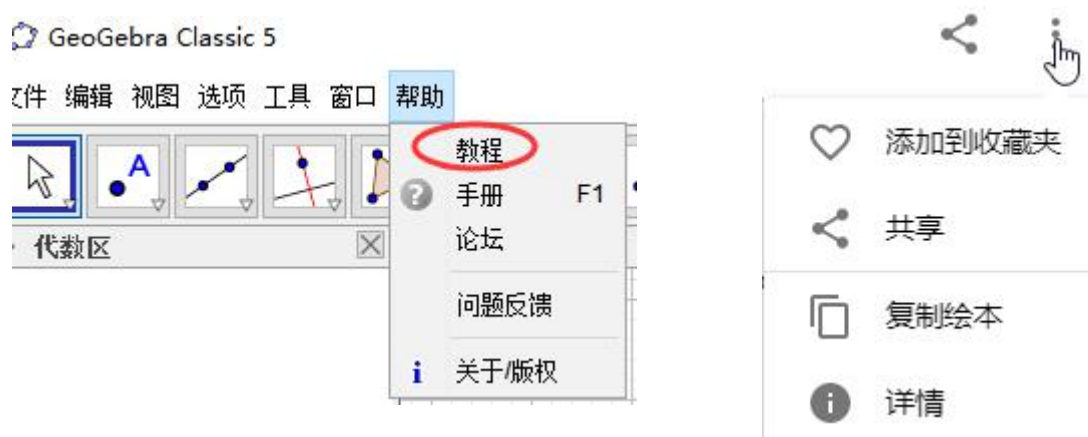 GeoGebra Classic 5
文件 编辑 视图 选项 工具 窗口 帮助
A
教程
手册 F1
论坛
代数区
问题反馈
i 关于/版权
添加到收藏夹
共享
复制绘本
详情